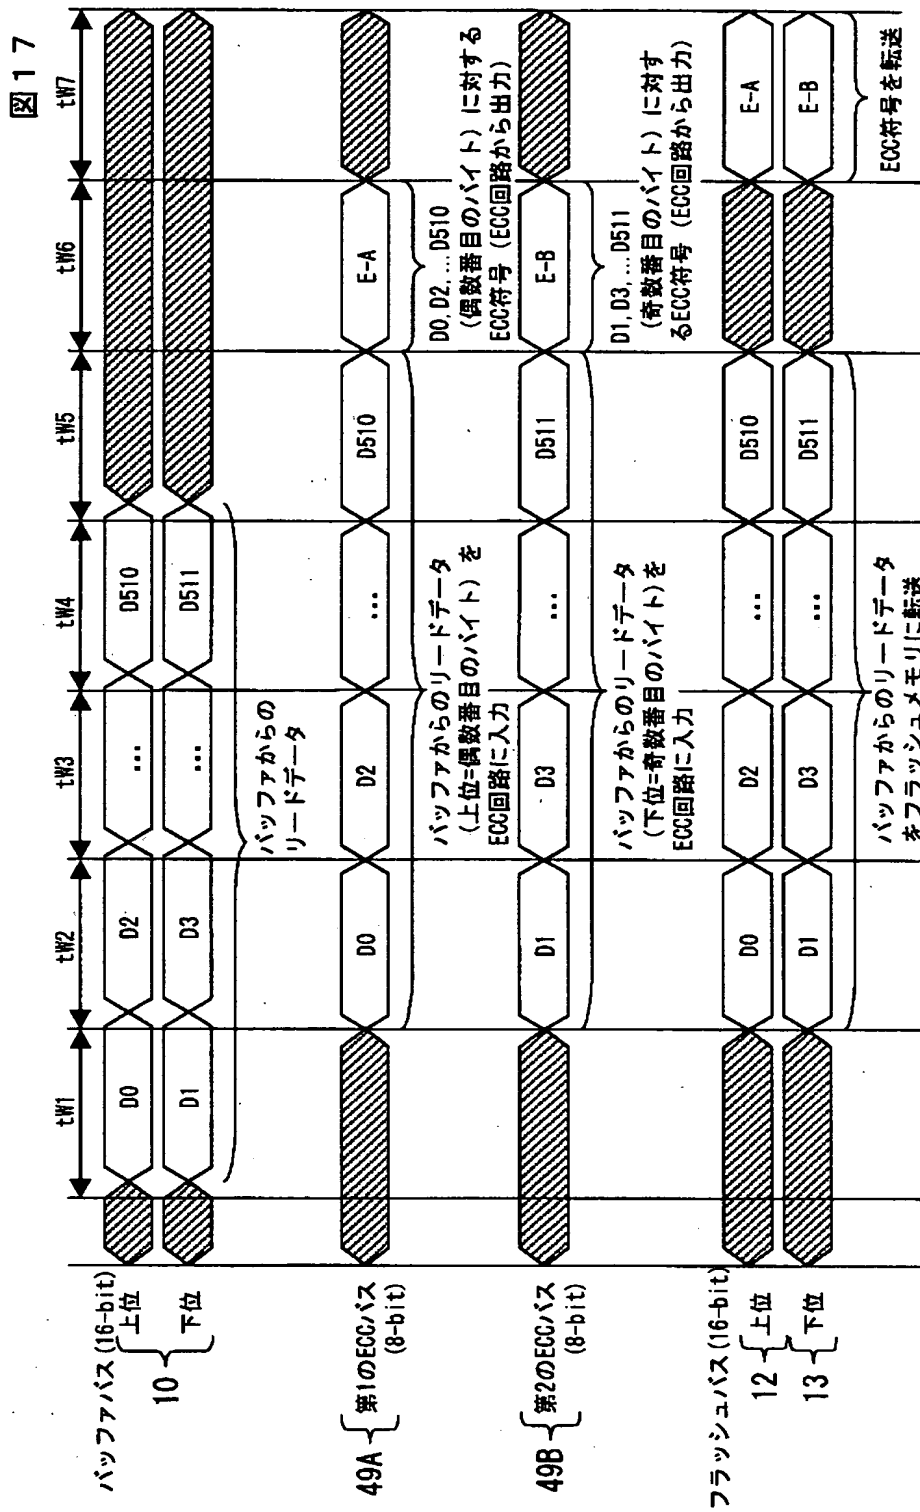 図17
tW1 tW2 tW3 tW4 tW5 tW6 tW7
バッファバス(16-bit)
10
上位
D0 D2 ... D510
下位
D1 D3 ... D511
バッファからの
リードデータ
49A
第1のECCバス
(8-bit)
D0 D2 ... D510 E-A
バッファからのリードデータ
(上位=偶数番目のバイト)を
ECC回路に入力
D0,D2,...D510
(偶数番目のバイト)に対する
ECC符号(ECC回路から出力)
49B
第2のECCバス
(8-bit)
D1 D3 ... D511 E-B
バッファからのリードデータ
(下位=奇数番目のバイト)を
ECC回路に入力
D1,D3,...D511
(奇数番目のバイト)に対す
るECC符号(ECC回路から出力)
フラッシュバス(16-bit)
12
上位
D0 D2 ... D510 E-A
13
下位
D1 D3 ... D511 E-B
バッファからのリードデータ
をフラッシュメモリに転送
ECC符号を転送